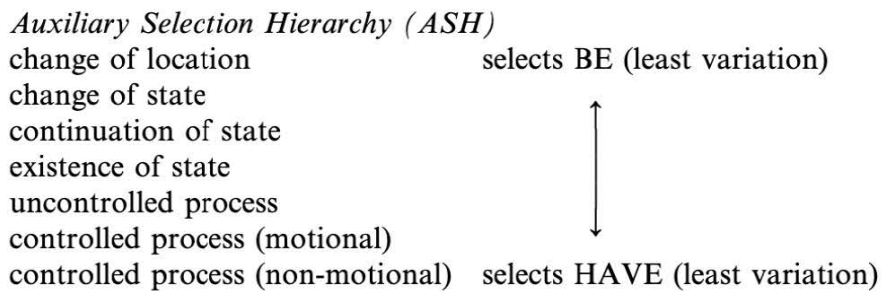 Auxiliary Selection Hierarchy (ASH)
change of location selects BE (least variation)
change of state
continuation of state
existence of state
uncontrolled process
controlled process (motional)
controlled process (non-motional) selects HAVE (least variation)